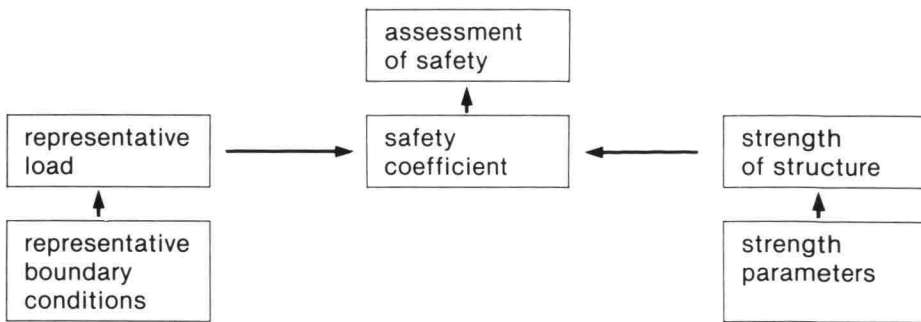 assessment
of safety
representative
load
safety
coefficient
strength
of structure
representative
boundary
conditions
strength
parameters